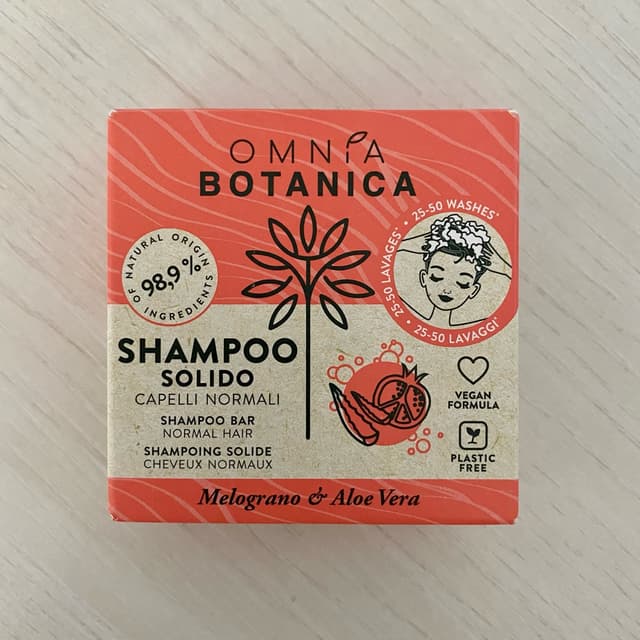 OMNIA
BOTANICA
98,9 %
OF NATURAL ORIGIN
INGREDIENTS
25-50 WASHES*
25-50 LAVAGES*
25-50 LAVAGGI*
SHAMPOO
SOLIDO
CAPELLI NORMALI
SHAMPOO BAR
NORMAL HAIR
SHAMPOING SOLIDE
CHEVEUX NORMAUX
VEGAN
FORMULA
PLASTIC
FREE
Melograno & Aloe Vera